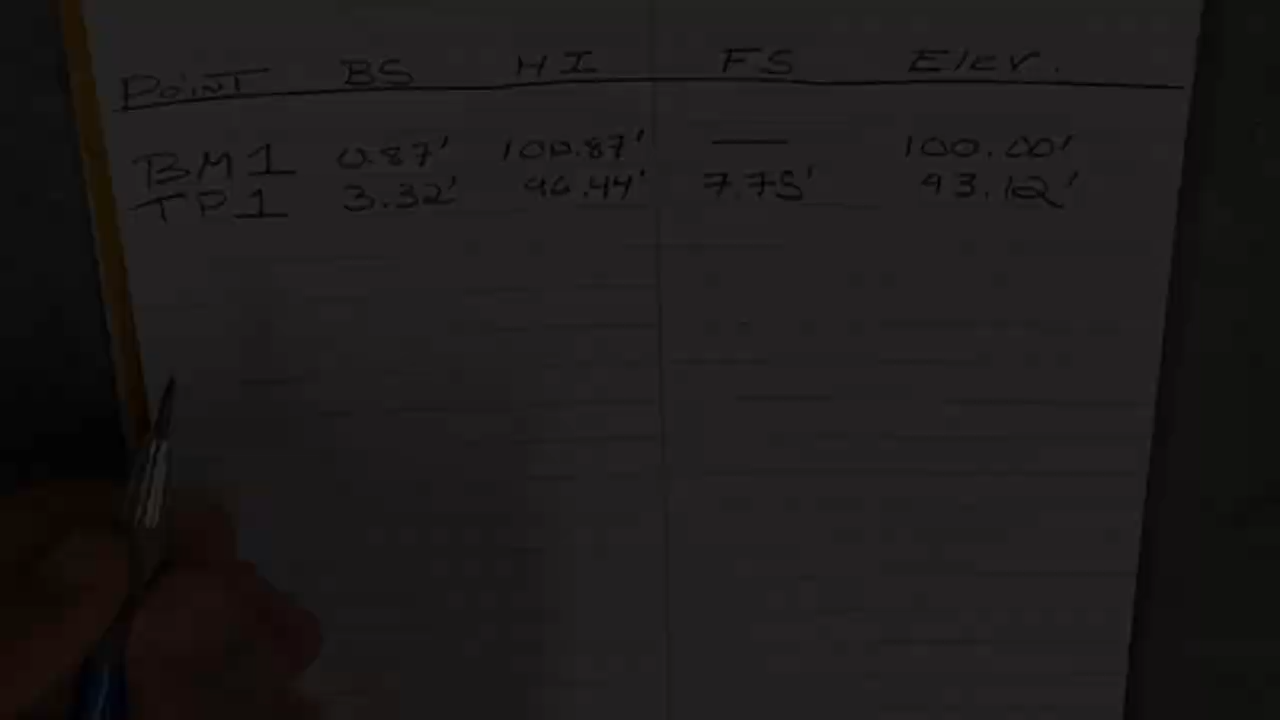 Point BS HI FS Elev.
BM1 0.87' 100.87' — 100.00'
TP1 3.32' 96.44' 7.75' 93.12'